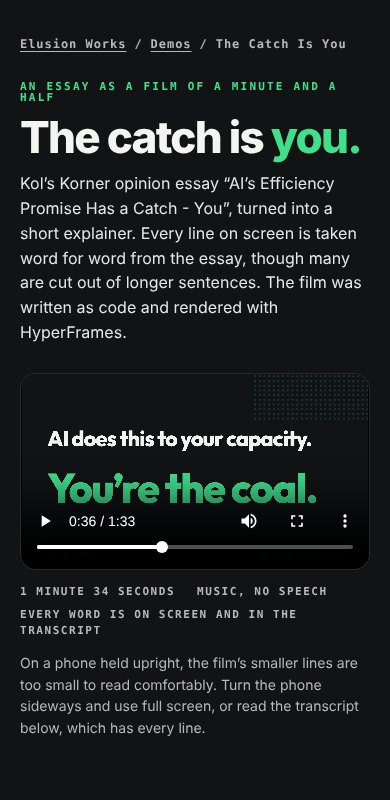 Elusion Works / Demos / The Catch Is You
AN ESSAY AS A FILM OF A MINUTE AND A
HALF
The catch is you.
Kol’s Korner opinion essay “AI’s Efficiency
Promise Has a Catch - You”, turned into a
short explainer. Every line on screen is taken
word for word from the essay, though many
are cut out of longer sentences. The film was
written as code and rendered with
HyperFrames.
AI does this to your capacity.
You’re the coal.
0:36 / 1:33
1 MINUTE 34 SECONDS MUSIC, NO SPEECH
EVERY WORD IS ON SCREEN AND IN THE
TRANSCRIPT
On a phone held upright, the film’s smaller lines are
too small to read comfortably. Turn the phone
sideways and use full screen, or read the transcript
below, which has every line.